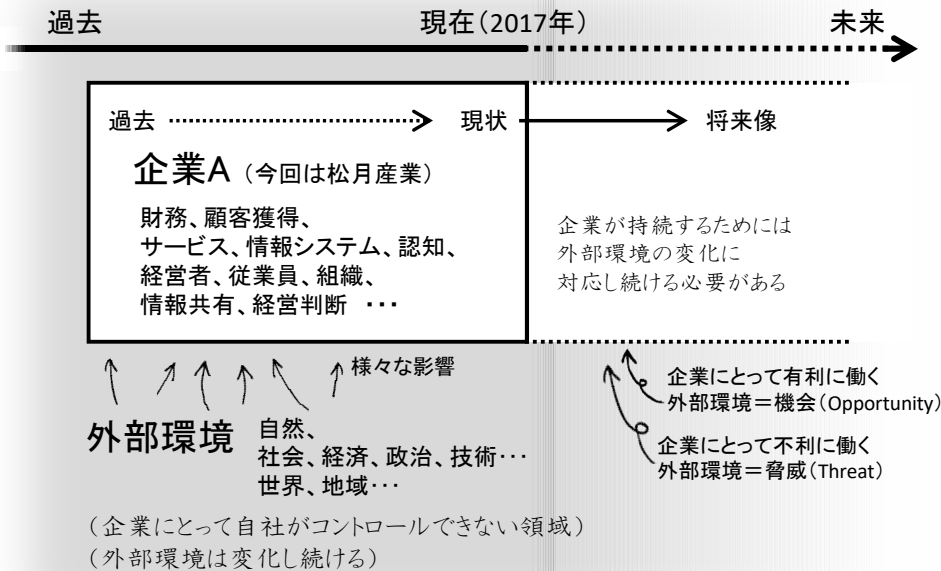 過去 現在(2017年) 未来
過去 現状 将来像
企業A (今回は松月産業)
財務、顧客獲得、
サービス、情報システム、認知、
経営者、従業員、組織、
情報共有、経営判断 ・・・
企業が持続するためには
外部環境の変化に
対応し続ける必要がある
様々な影響
外部環境
自然、
社会、経済、政治、技術・・・
世界、地域・・・
企業にとって有利に働く
外部環境=機会(Opportunity)
企業にとって不利に働く
外部環境=脅威(Threat)
(企業にとって自社がコントロールできない領域)
(外部環境は変化し続ける)